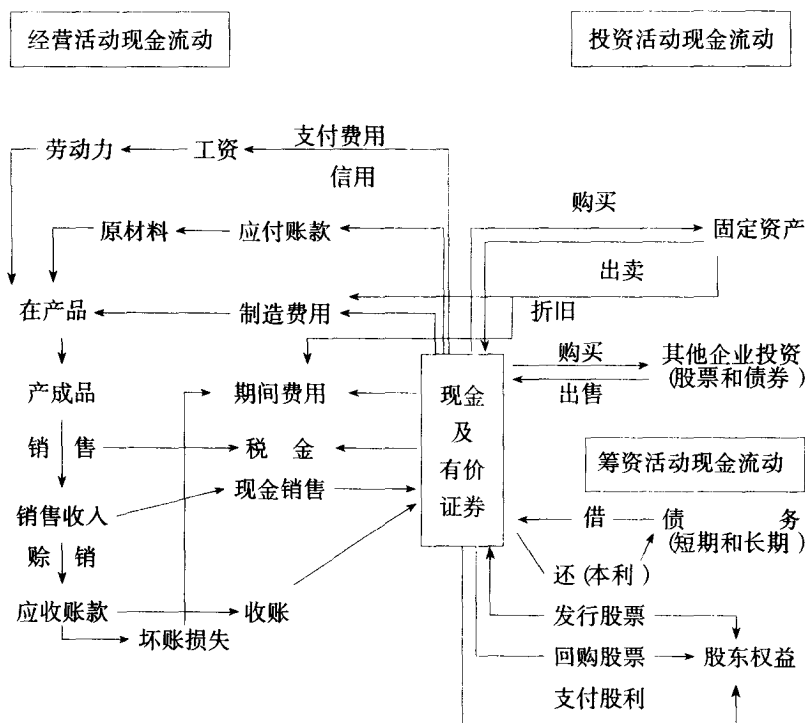 经营活动现金流动
投资活动现金流动
支付费用
劳动力
工资
信用
购买
原材料
应付账款
固定资产
出卖
在产品
制造费用
折旧
购买
其他企业投资
(股票和债券)
出售
产成品
期间费用
现金
及
有价
证券
销售
税 金
筹资活动现金流动
现金销售
销售收入
借
债 务
(短期和长期)
赊 销
还(本利)
应收账款
收账
发行股票
坏账损失
回购股票
股东权益
支付股利